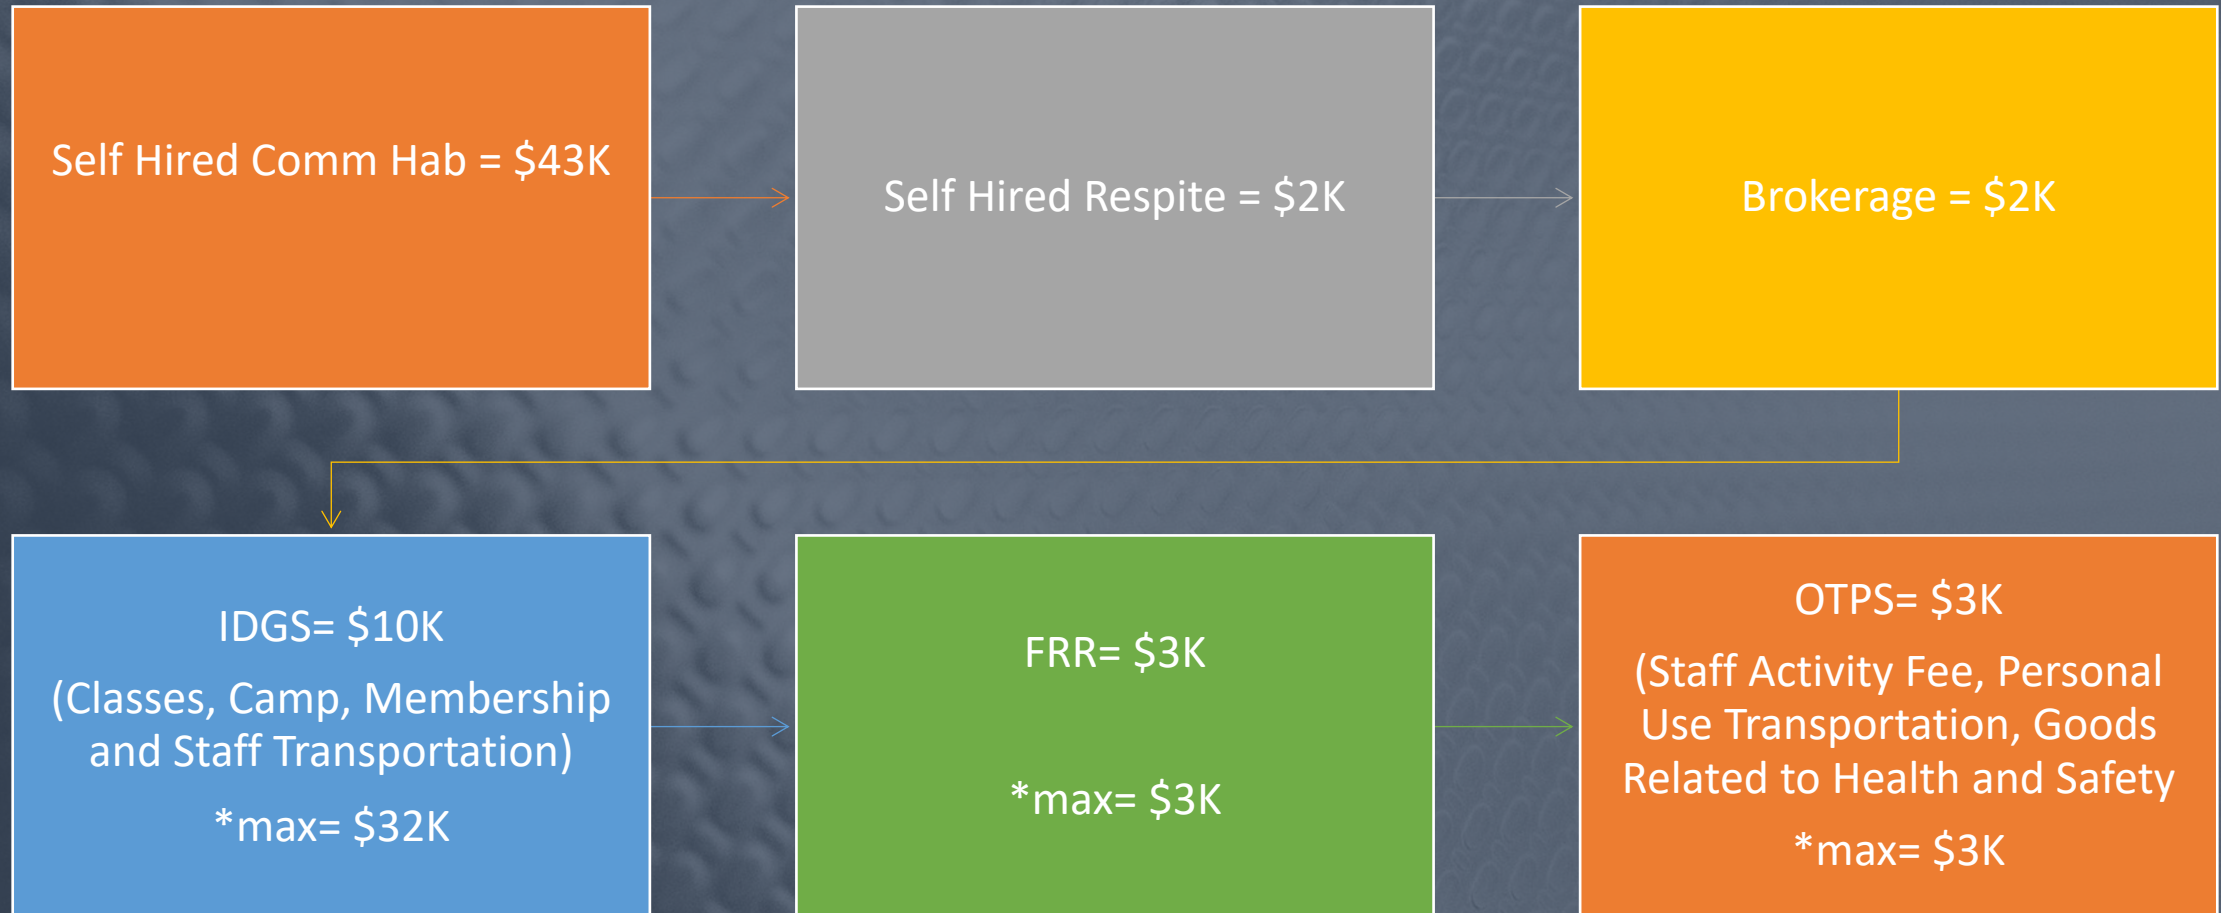 Self Hired Comm Hab = $43K
Self Hired Respite = $2K
Brokerage = $2K
IDGS= $10K
(Classes, Camp, Membership
and Staff Transportation)
*max= $32K
FRR= $3K
*max= $3K
OTPS= $3K
(Staff Activity Fee, Personal
Use Transportation, Goods
Related to Health and Safety
*max= $3K